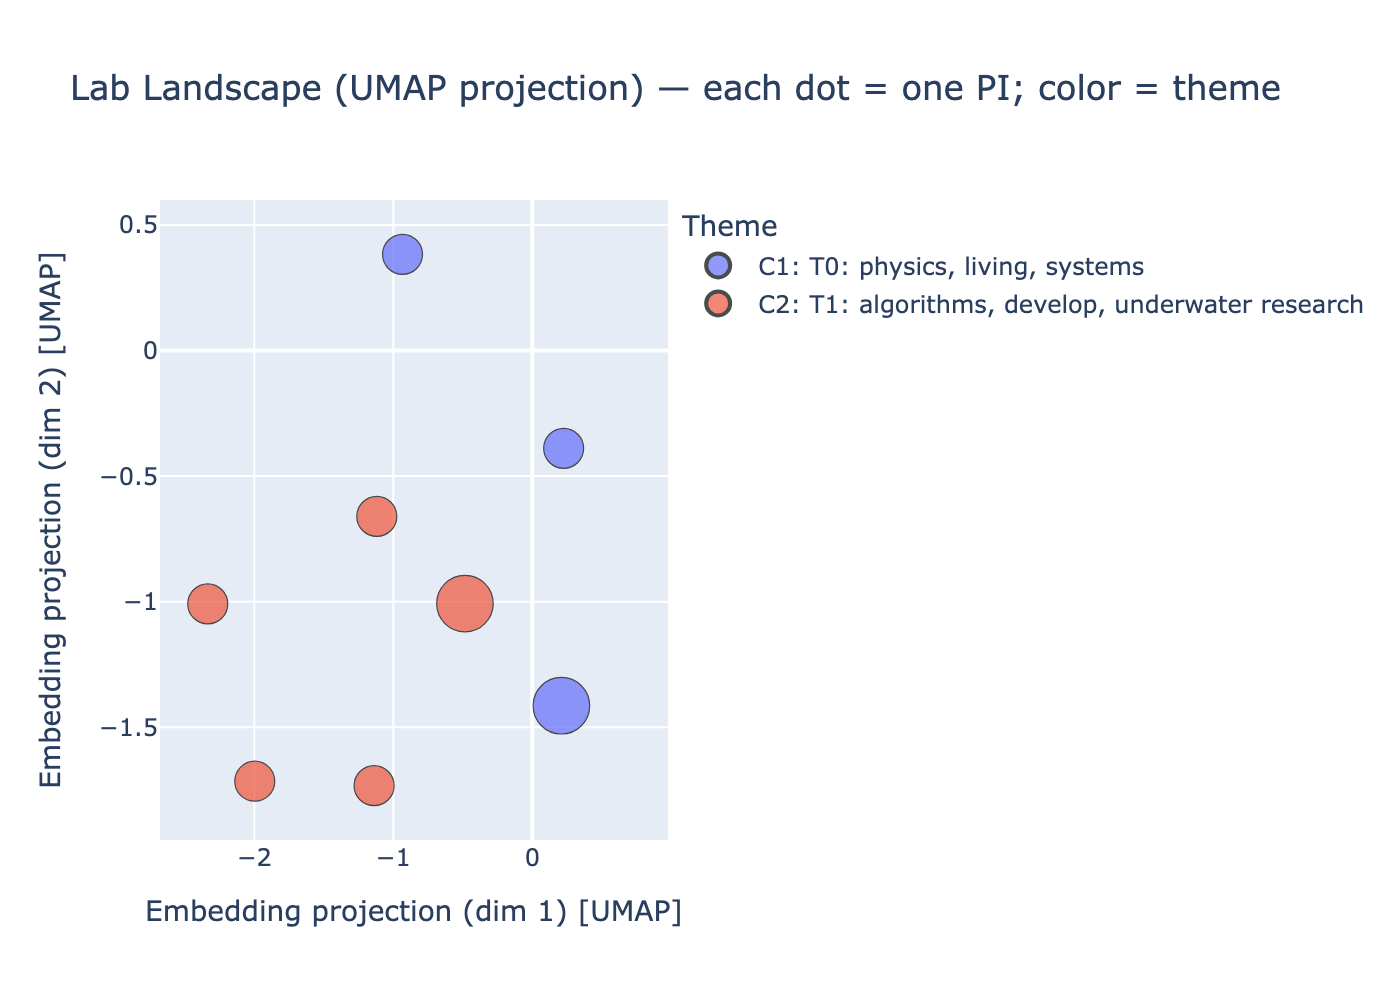 Lab Landscape (UMAP projection) — each dot = one PI; color = theme
Theme
C1: T0: physics, living, systems
C2: T1: algorithms, develop, underwater research
Embedding projection (dim 2) [UMAP]
0.5
0
−0.5
−1
−1.5
−2
−1
0
Embedding projection (dim 1) [UMAP]